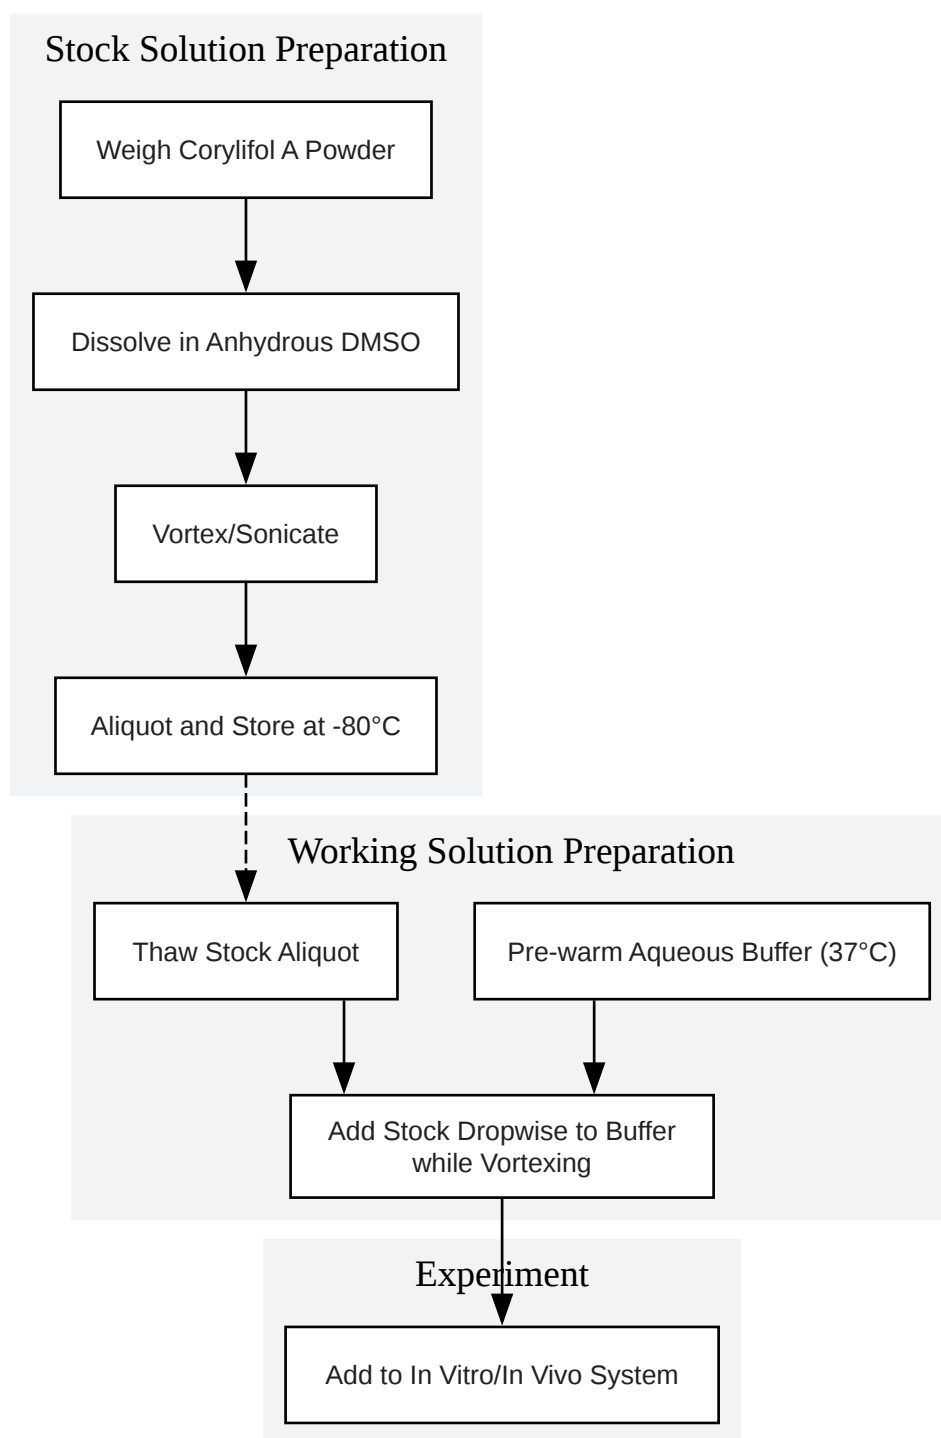 Stock Solution Preparation
Weigh Corylifol A Powder
Dissolve in Anhydrous DMSO
Vortex/Sonicate
Aliquot and Store at -80°C
Working Solution Preparation
Thaw Stock Aliquot
Pre-warm Aqueous Buffer (37°C)
Add Stock Dropwise to Buffer
while Vortexing
Experiment
Add to In Vitro/In Vivo System